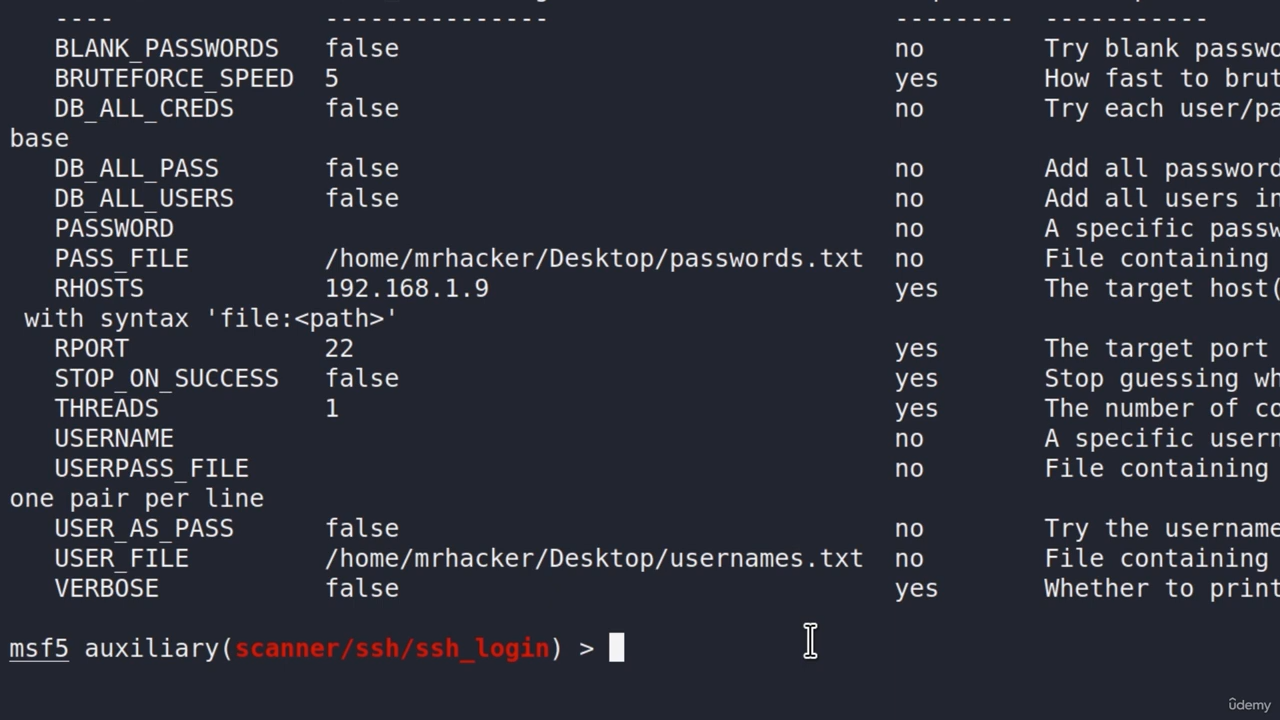 ---- --------------- -------- -----------
BLANK_PASSWORDS false no Try blank passwo
BRUTEFORCE_SPEED 5 yes How fast to brut
DB_ALL_CREDS false no Try each user/pa
base
DB_ALL_PASS false no Add all password
DB_ALL_USERS false no Add all users in
PASSWORD no A specific passw
PASS_FILE /home/mrhacker/Desktop/passwords.txt no File containing
RHOSTS 192.168.1.9 yes The target host(
with syntax 'file:<path>'
RPORT 22 yes The target port
STOP_ON_SUCCESS false yes Stop guessing wh
THREADS 1 yes The number of co
USERNAME no A specific usern
USERPASS_FILE no File containing
one pair per line
USER_AS_PASS false no Try the username
USER_FILE /home/mrhacker/Desktop/usernames.txt no File containing
VERBOSE false yes Whether to print
msf5 auxiliary(scanner/ssh/ssh_login) >
ûdemy